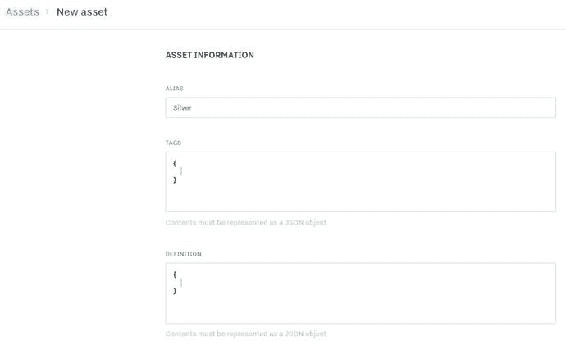 Assets › New asset
ASSET INFORMATION
ALIAS
Silver
TAGS
{
}
Contents must be represented as a JSON object
DEFINITION
{
}
Contents must be represented as a JSON object